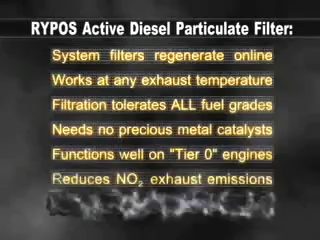 RYPOS Active Diesel Particulate Filter:
System filters regenerate online
Works at any exhaust temperature
Filtration tolerates ALL fuel grades
Needs no precious metal catalysts
Functions well on "Tier 0" engines
Reduces NO₂ exhaust emissions